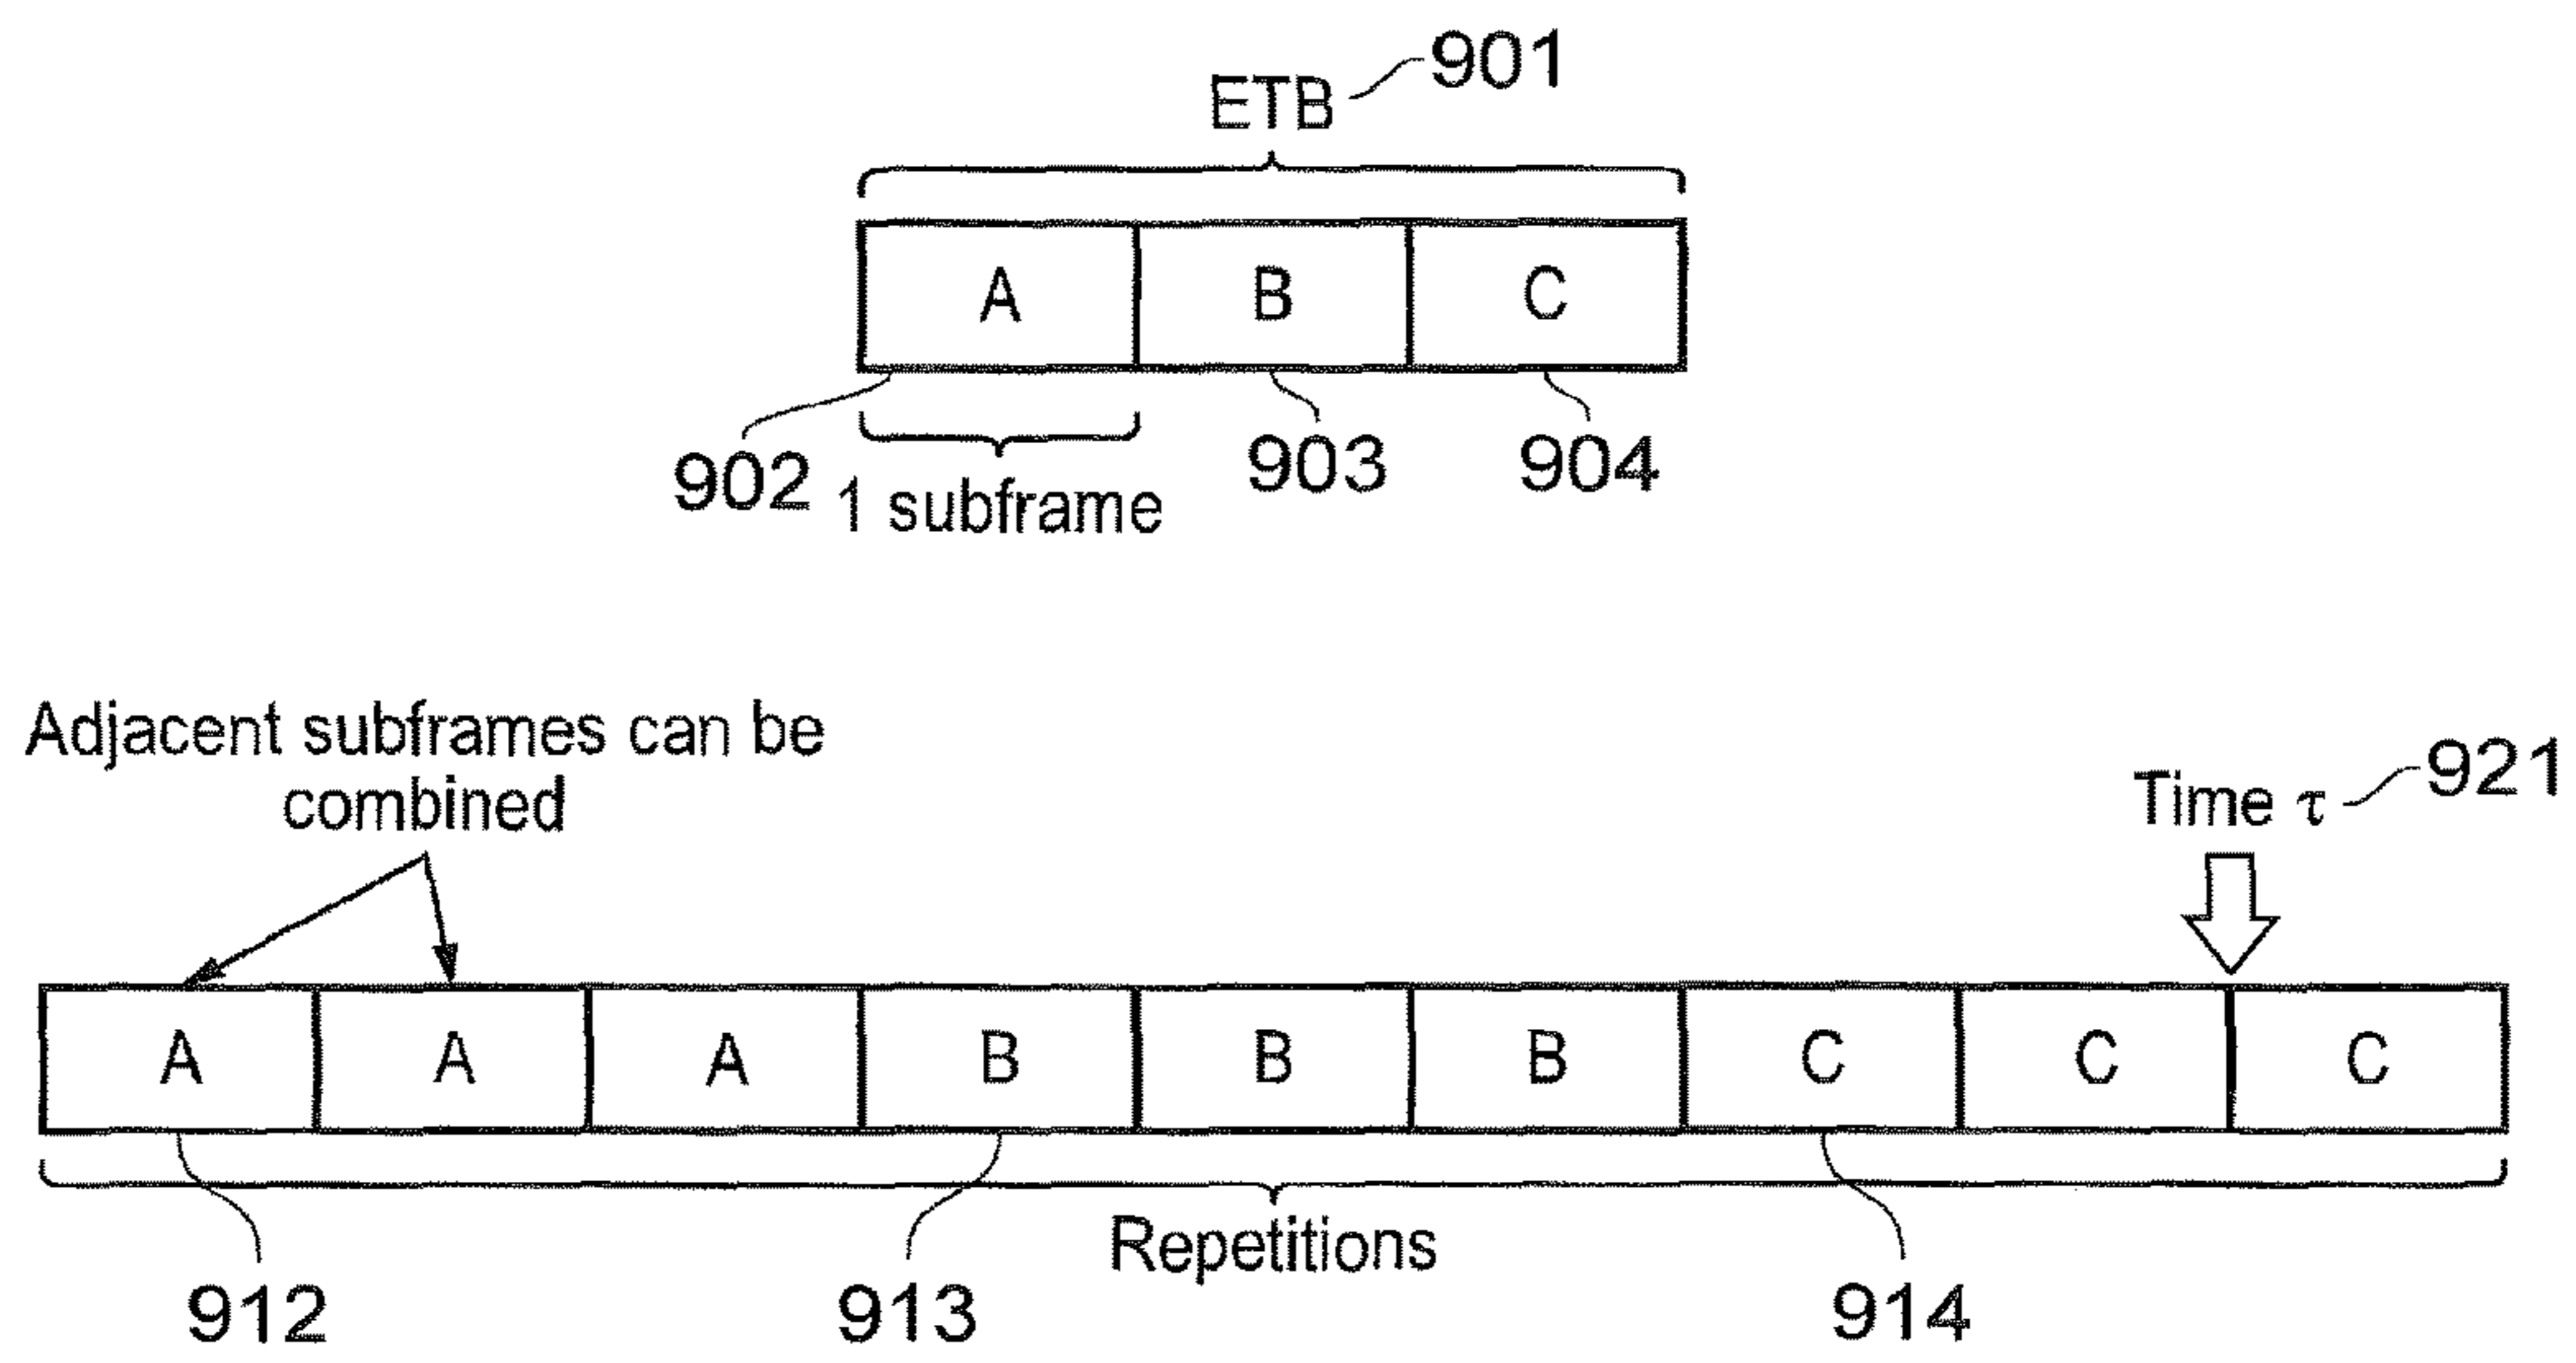 901
ETB
A B C
902 903 904
1 subframe
Adjacent subframes can be
combined
Time τ 921
A A A B B B C C C
Repetitions
912 913 914